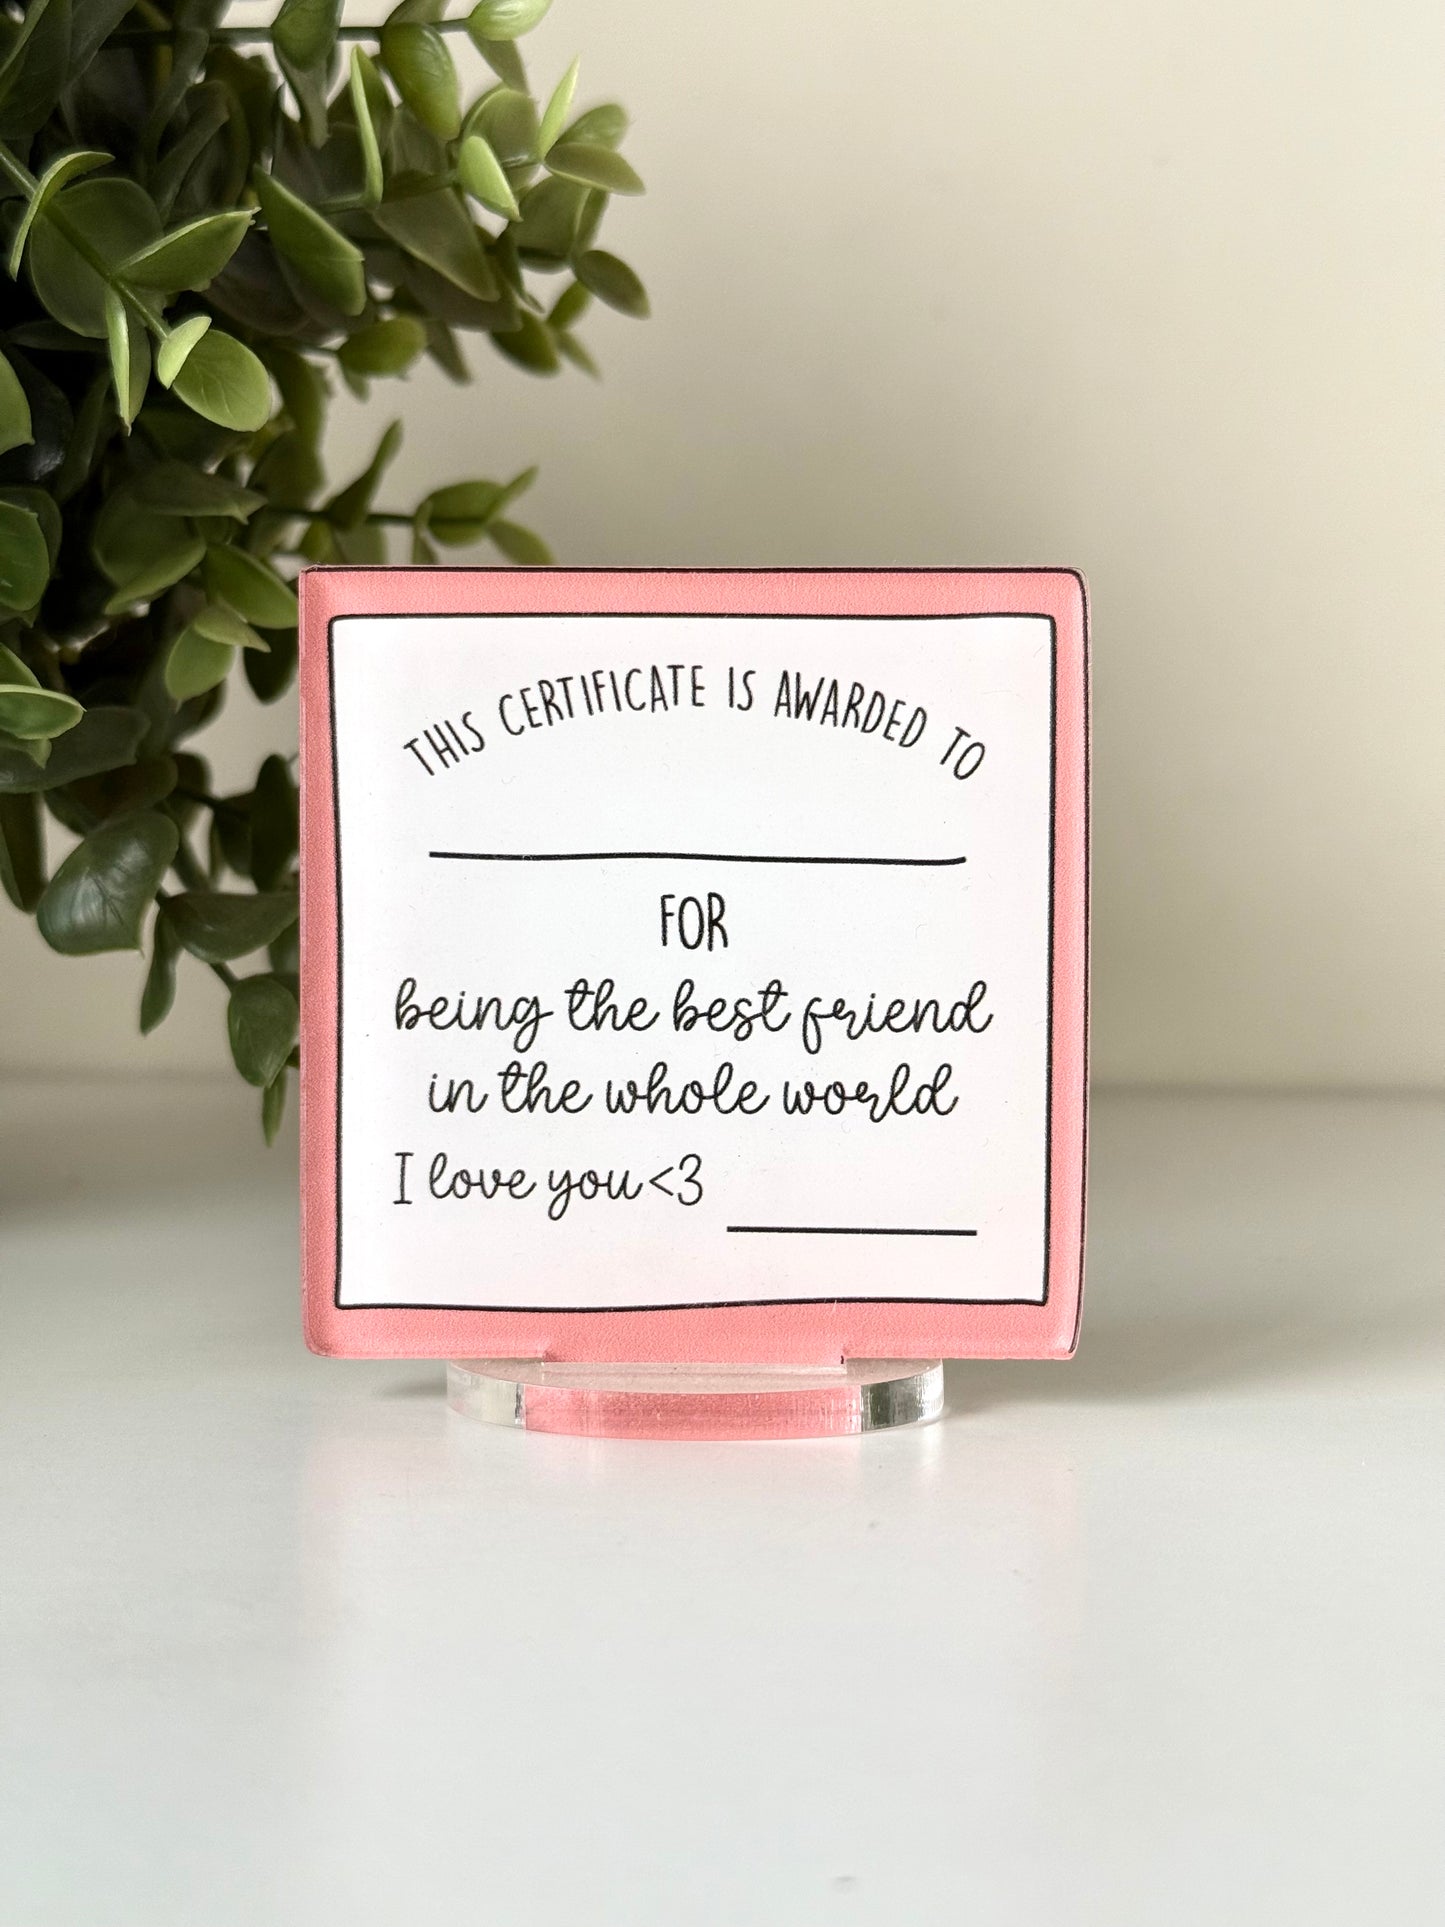 THIS CERTIFICATE IS AWARDED TO
FOR
being the best friend
in the whole world
I love you<3